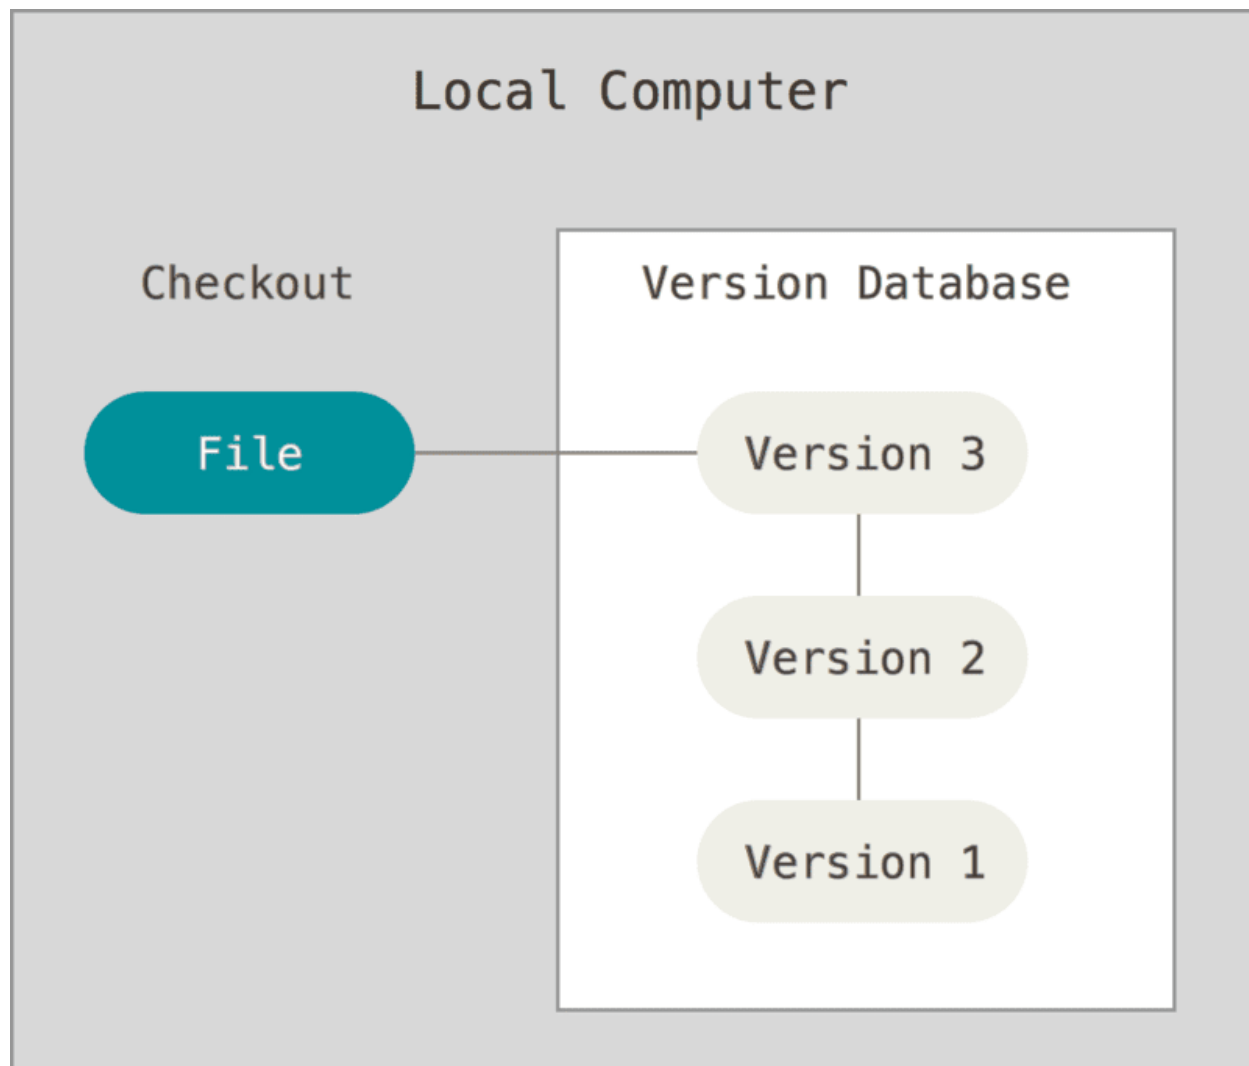 Local Computer
Checkout
Version Database
File
Version 3
Version 2
Version 1